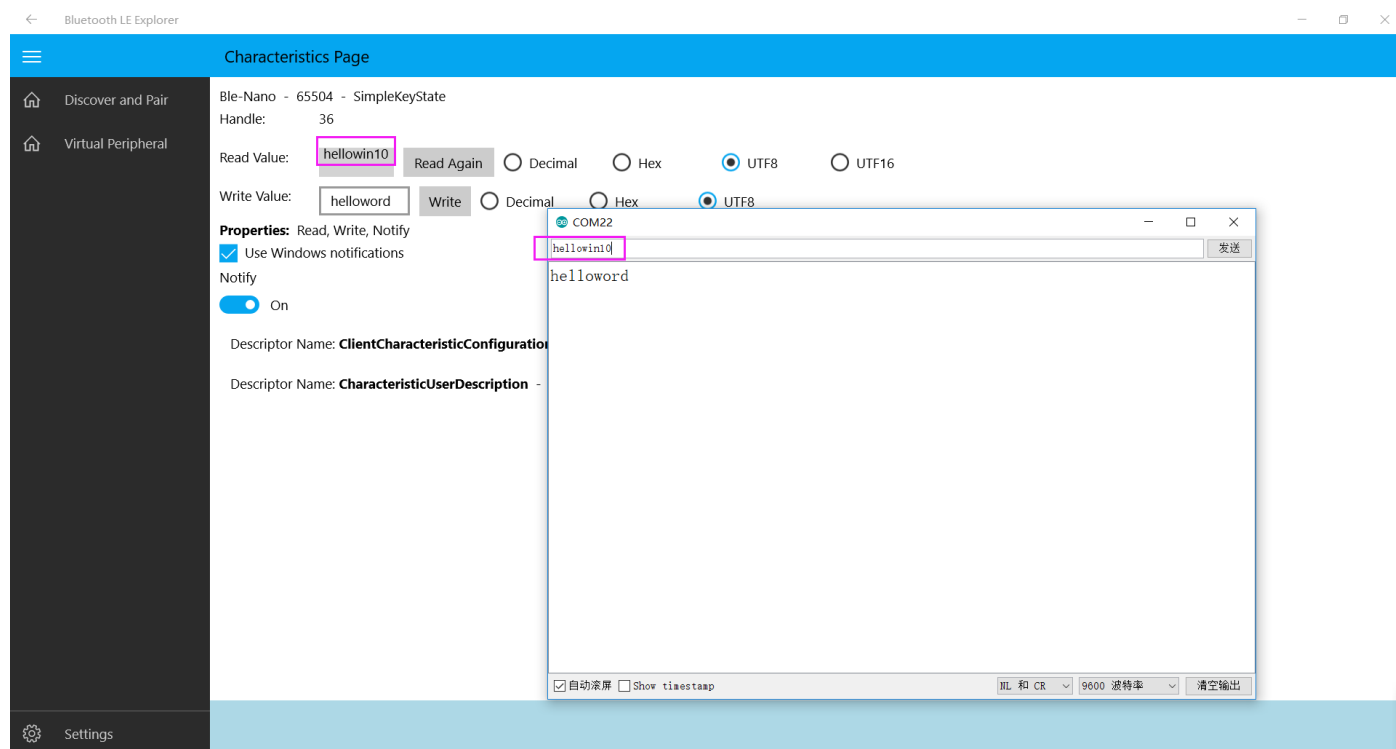 Bluetooth LE Explorer
Characteristics Page
Discover and Pair
Virtual Peripheral
Settings
Ble-Nano - 65504 - SimpleKeyState
Handle: 36
Read Value: hellowin10 Read Again Decimal Hex UTF8 UTF16
Write Value: helloword Write Decimal Hex UTF8
Properties: Read, Write, Notify
Use Windows notifications
Notify
On
Descriptor Name: ClientCharacteristicConfiguration
Descriptor Name: CharacteristicUserDescription -
COM22
hellowin10 发送
helloword
自动滚屏 Show timestamp NL 和 CR 9600 波特率 清空输出